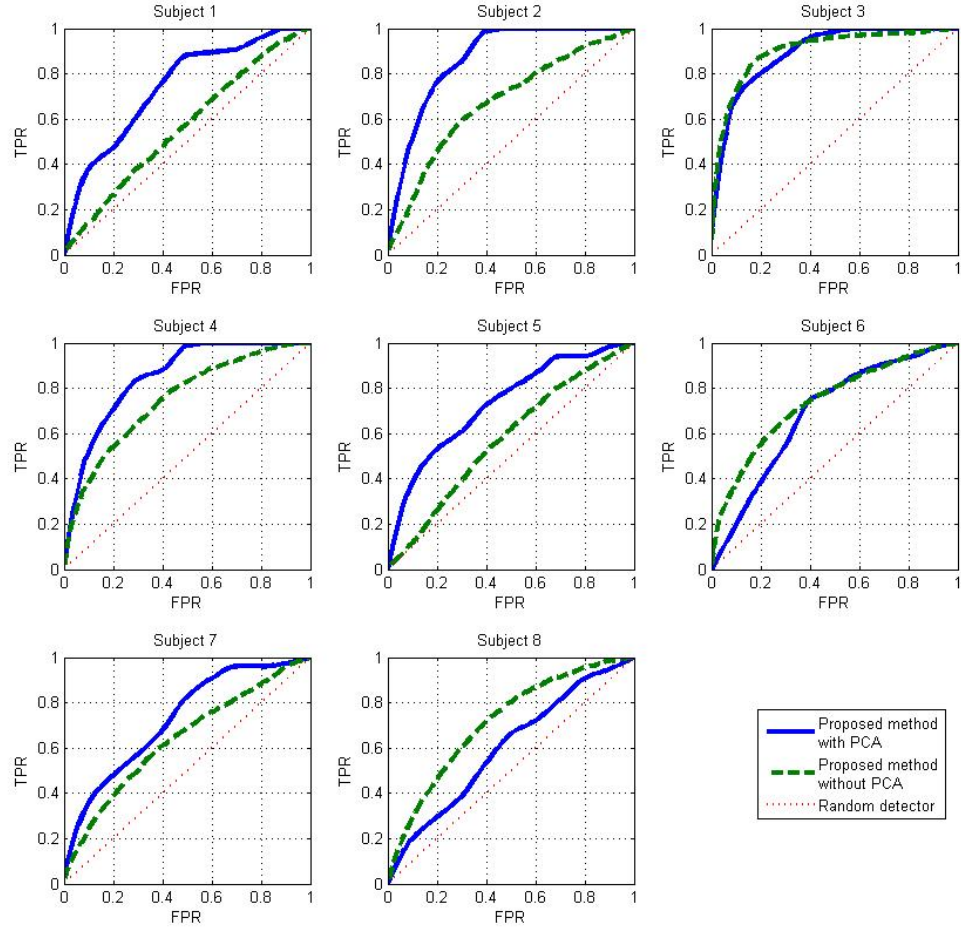 Subject 1
1
0.8
0.6
0.4
0.2
0
0 0.2 0.4 0.6 0.8 1
TPR
FPR
Subject 2
1
0.8
0.6
0.4
0.2
0
0 0.2 0.4 0.6 0.8 1
TPR
FPR
Subject 3
1
0.8
0.6
0.4
0.2
0
0 0.2 0.4 0.6 0.8 1
TPR
FPR
Subject 4
1
0.8
0.6
0.4
0.2
0
0 0.2 0.4 0.6 0.8 1
TPR
FPR
Subject 5
1
0.8
0.6
0.4
0.2
0
0 0.2 0.4 0.6 0.8 1
TPR
FPR
Subject 6
1
0.8
0.6
0.4
0.2
0
0 0.2 0.4 0.6 0.8 1
TPR
FPR
Subject 7
1
0.8
0.6
0.4
0.2
0
0 0.2 0.4 0.6 0.8 1
TPR
FPR
Subject 8
1
0.8
0.6
0.4
0.2
0
0 0.2 0.4 0.6 0.8 1
TPR
FPR
Proposed method
with PCA
Proposed method
without PCA
Random detector